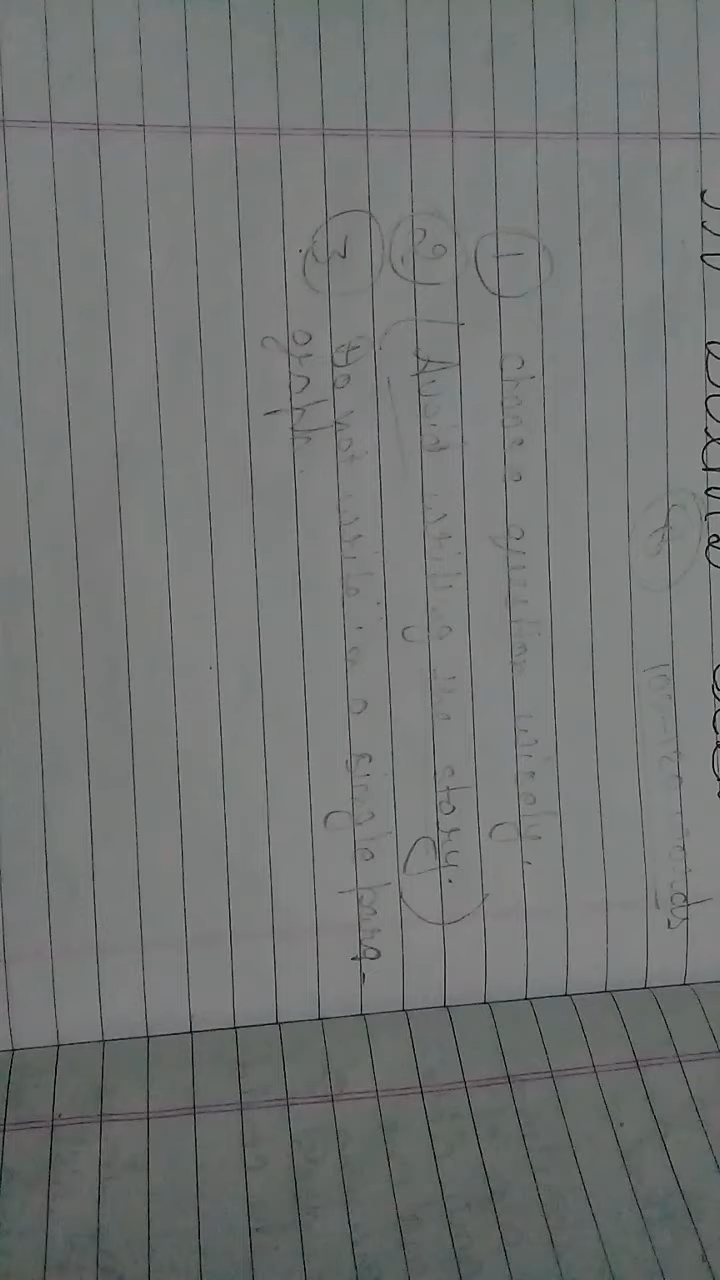 8 100-120 words
1 choose question wisely,
2 (Avoid writing the story.)
3 Do not write in a single para-
graph.